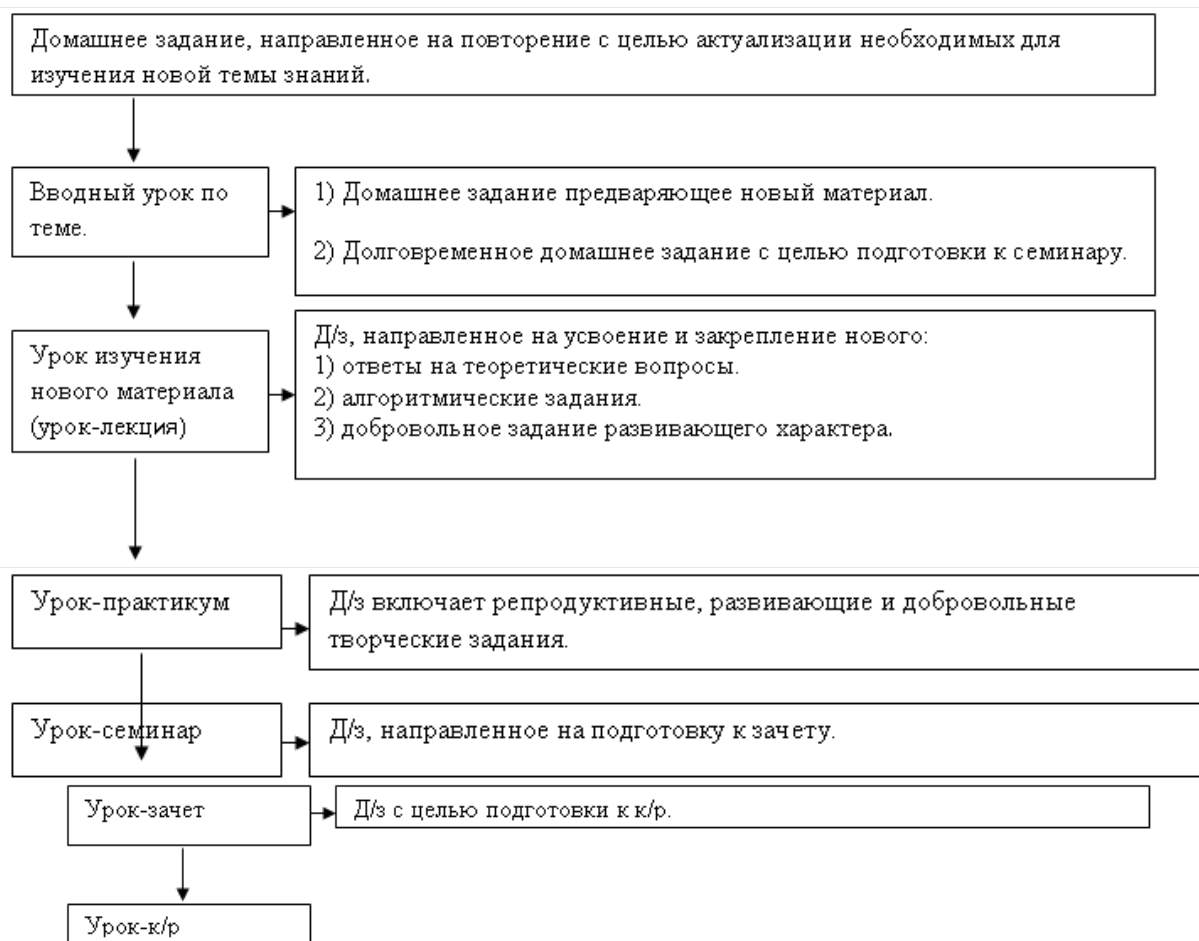 Домашнее задание, направленное на повторение с целью актуализации необходимых для
изучения новой темы знаний.
Вводный урок по
теме.
1) Домашнее задание предваряющее новый материал.
2) Долговременное домашнее задание с целью подготовки к семинару.
Урок изучения
нового материала
(урок-лекция)
Д/з, направленное на усвоение и закрепление нового:
1) ответы на теоретические вопросы.
2) алгоритмические задания.
3) добровольное задание развивающего характера.
Урок-практикум
Д/з включает репродуктивные, развивающие и добровольные
творческие задания.
Урок-семинар
Д/з, направленное на подготовку к зачету.
Урок-зачет
Д/з с целью подготовки к к/р.
Урок-к/р